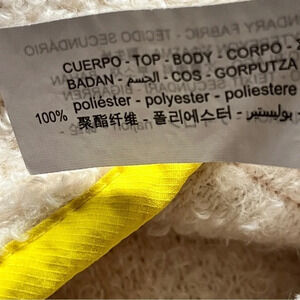 CUERPO - TOP - BODY - CORPO -
BADAN - الجسم - COS - GORPUTZA
100% poliéster - polyester - poliestere
聚酯纤维 - 폴리에스터 - بوليستير -